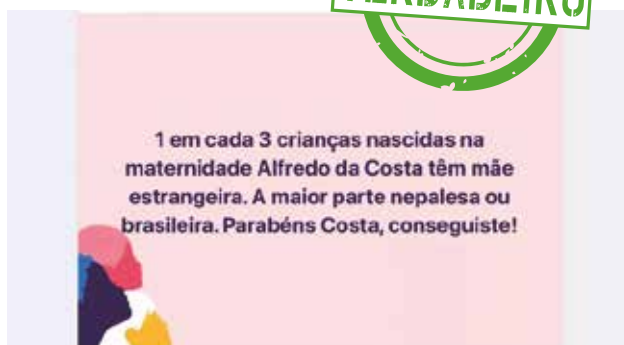 VERDADEIRO
1 em cada 3 crianças nascidas na
maternidade Alfredo da Costa têm mãe
estrangeira. A maior parte nepalesa ou
brasileira. Parabéns Costa, conseguiste!